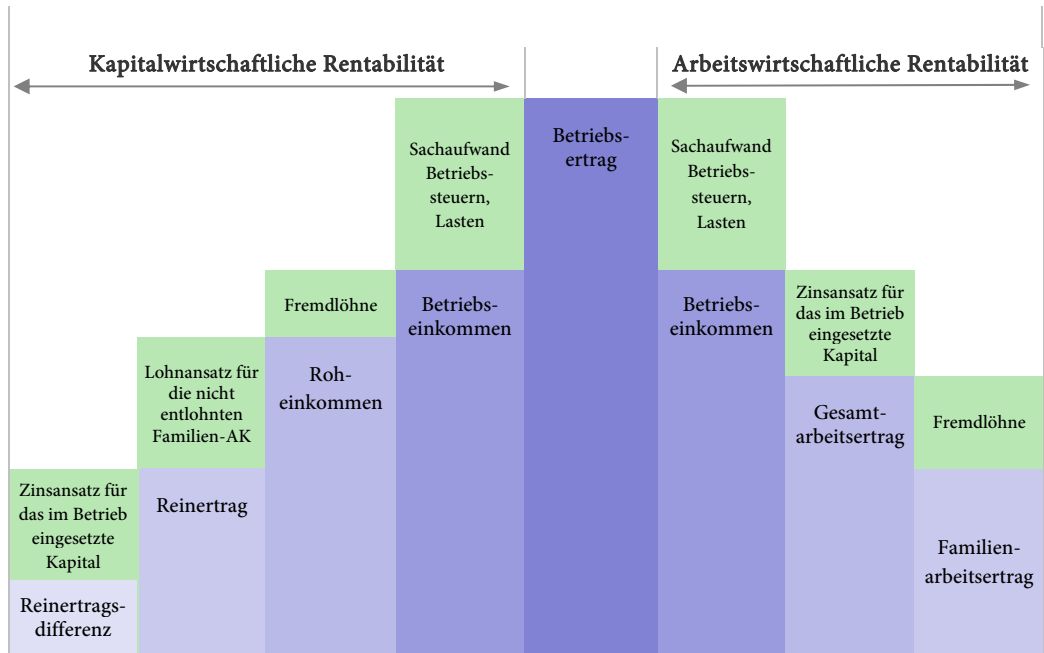 Kapitalwirtschaftliche Rentabilität
Arbeitswirtschaftliche Rentabilität
Zinsansatz für
das im Betrieb
eingesetzte
Kapital
Reinertrags-
differenz
Lohnansatz für
die nicht
entlohnten
Familien-AK
Reinertrag
Fremdlöhne
Roh-
einkommen
Sachaufwand
Betriebs-
steuern,
Lasten
Betriebs-
einkommen
Betriebs-
ertrag
Sachaufwand
Betriebs-
steuern,
Lasten
Betriebs-
einkommen
Zinsansatz für
das im Betrieb
eingesetzte
Kapital
Gesamt-
arbeitsertrag
Fremdlöhne
Familien-
arbeitsertrag